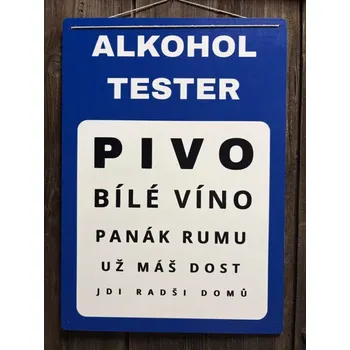 ALKOHOL
TESTER
PIVO
BÍLÉ VÍNO
PANÁK RUMU
UŽ MÁŠ DOST
JDI RADŠI DOMŮ